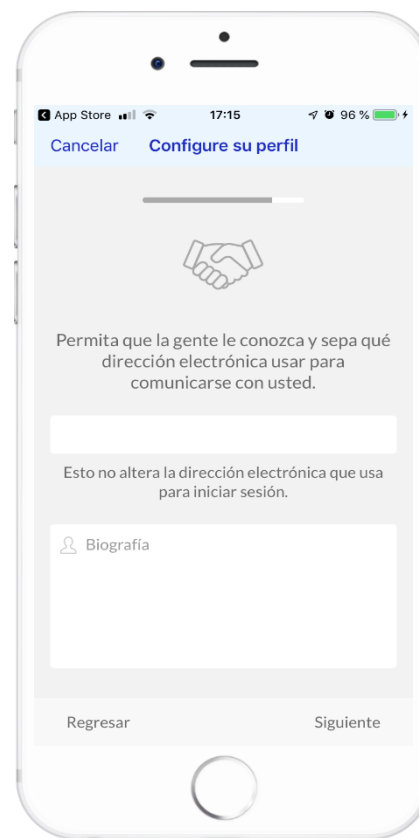 App Store 17:15 96 %
Cancelar Configure su perfil
Permita que la gente le conozca y sepa qué
dirección electrónica usar para
comunicarse con usted.
Esto no altera la dirección electrónica que usa
para iniciar sesión.
Biografía
Regresar Siguiente